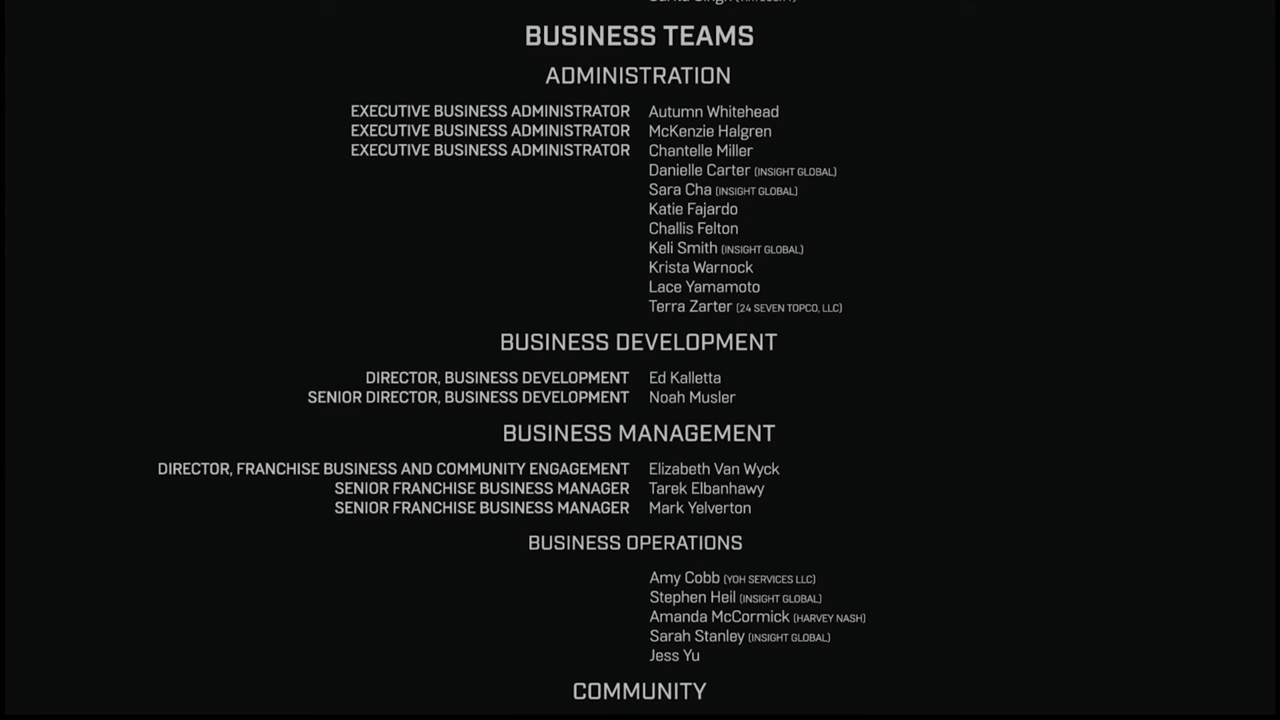 BUSINESS TEAMS
ADMINISTRATION
EXECUTIVE BUSINESS ADMINISTRATOR Autumn Whitehead
EXECUTIVE BUSINESS ADMINISTRATOR McKenzie Halgren
EXECUTIVE BUSINESS ADMINISTRATOR Chantelle Miller
Danielle Carter (INSIGHT GLOBAL)
Sara Cha (INSIGHT GLOBAL)
Katie Fajardo
Challis Felton
Keli Smith (INSIGHT GLOBAL)
Krista Warnock
Lace Yamamoto
Terra Zarter (24 SEVEN TOPCO, LLC)
BUSINESS DEVELOPMENT
DIRECTOR, BUSINESS DEVELOPMENT Ed Kalletta
SENIOR DIRECTOR, BUSINESS DEVELOPMENT Noah Musler
BUSINESS MANAGEMENT
DIRECTOR, FRANCHISE BUSINESS AND COMMUNITY ENGAGEMENT Elizabeth Van Wyck
SENIOR FRANCHISE BUSINESS MANAGER Tarek Elbanhawy
SENIOR FRANCHISE BUSINESS MANAGER Mark Yelverton
BUSINESS OPERATIONS
Amy Cobb (YOH SERVICES LLC)
Stephen Heil (INSIGHT GLOBAL)
Amanda McCormick (HARVEY NASH)
Sarah Stanley (INSIGHT GLOBAL)
Jess Yu
COMMUNITY